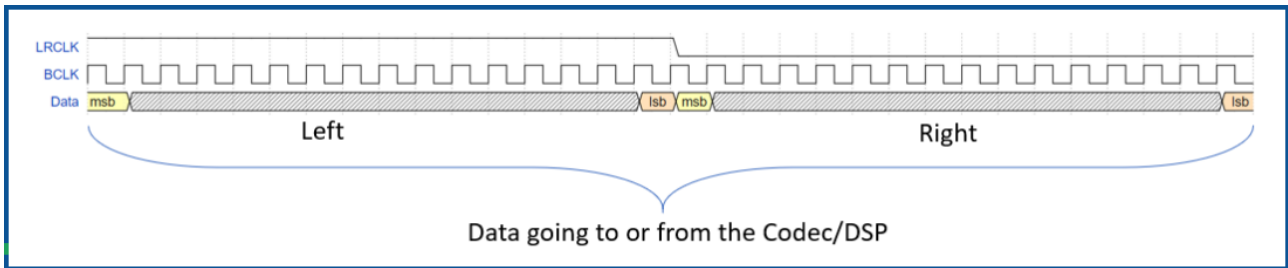 LRCLK
BCLK
Data msb lsb msb lsb
Left Right
Data going to or from the Codec/DSP